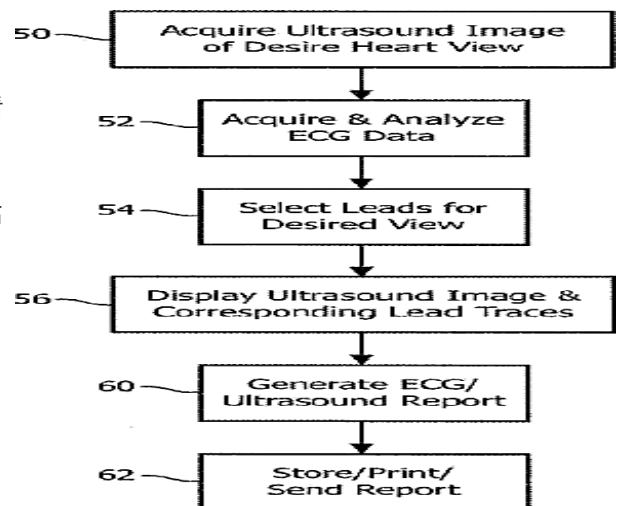 50
Acquire Ultrasound Image
of Desire Heart View
52
Acquire & Analyze
ECG Data
54
Select Leads for
Desired View
56
Display Ultrasound Image &
Corresponding Lead Traces
60
Generate ECG/
Ultrasound Report
62
Store/Print/
Send Report